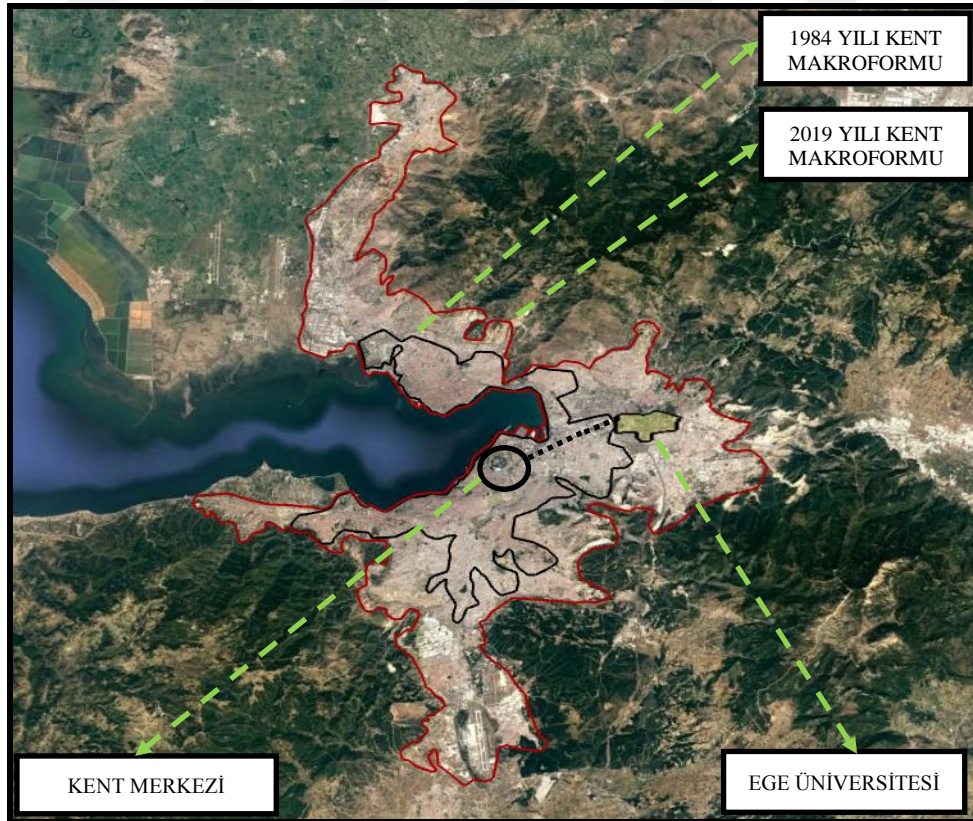 1984 YILI KENT
MAKROFORMU
2019 YILI KENT
MAKROFORMU
KENT MERKEZİ
EGE ÜNİVERSİTESİ